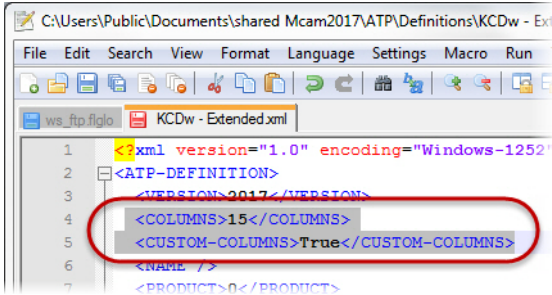 C:\Users\Public\Documents\shared Mcam2017\ATP\Definitions\KCDw - Ext
File Edit Search View Format Language Settings Macro Run
ws_ftp.flglo KCDw - Extended.xml
1 <?xml version="1.0" encoding="Windows-1252"
2 <ATP-DEFINITION>
3 <VERSION>2017</VERSION>
4 <COLUMNS>15</COLUMNS>
5 <CUSTOM-COLUMNS>True</CUSTOM-COLUMNS>
6 <NAME />
7 <PRODUCT>0</PRODUCT>